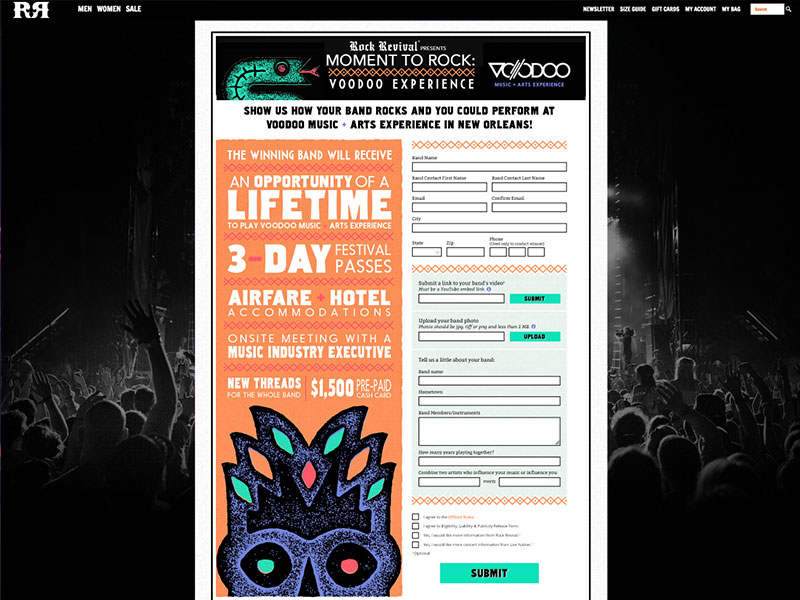 RR
MEN WOMEN SALE
NEWSLETTER SIZE GUIDE GIFT CARDS MY ACCOUNT MY BAG
Search
Rock Revival PRESENTS
MOMENT TO ROCK:
VOODOO EXPERIENCE
VOODOO
MUSIC + ARTS EXPERIENCE
SHOW US HOW YOUR BAND ROCKS AND YOU COULD PERFORM AT
VOODOO MUSIC + ARTS EXPERIENCE IN NEW ORLEANS!
THE WINNING BAND WILL RECEIVE
AN OPPORTUNITY OF A
LIFETIME
TO PLAY VOODOO MUSIC + ARTS EXPERIENCE
3-DAY FESTIVAL
PASSES
AIRFARE + HOTEL
ACCOMMODATIONS
ONSITE MEETING WITH A
MUSIC INDUSTRY EXECUTIVE
NEW THREADS
FOR THE WHOLE BAND
$1,500 PRE-PAID
CASH CARD
Band Name
Band Contact First Name Band Contact Last Name
Email Confirm Email
City
State Zip Phone
(Used only to contact winner)
Submit a link to your band's video*
Must be a YouTube embed link
SUBMIT
Upload your band photo
Photos should be jpg, tiff or png and less than 1 MB.
UPLOAD
Tell us a little about your band:
Band name
Hometown
Band Members/Instruments
How many years playing together?
Combine two artists who influence your music or influence you
meets
I agree to the Official Rules.
I agree to Eligibility, Liability & Publicity Release Form.
Yes, I would like more information from Rock Revival.*
Yes, I would like more concert information from Live Nation.*
*Optional
SUBMIT